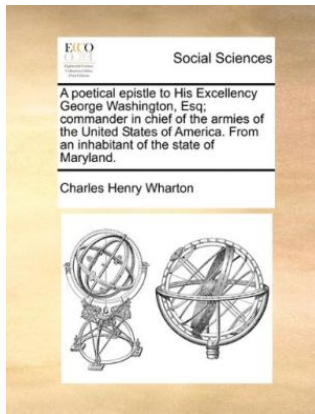 ECCO
Social Sciences
A poetical epistle to His Excellency
George Washington, Esq;
commander in chief of the armies of
the United States of America. From
an inhabitant of the state of
Maryland.
Charles Henry Wharton